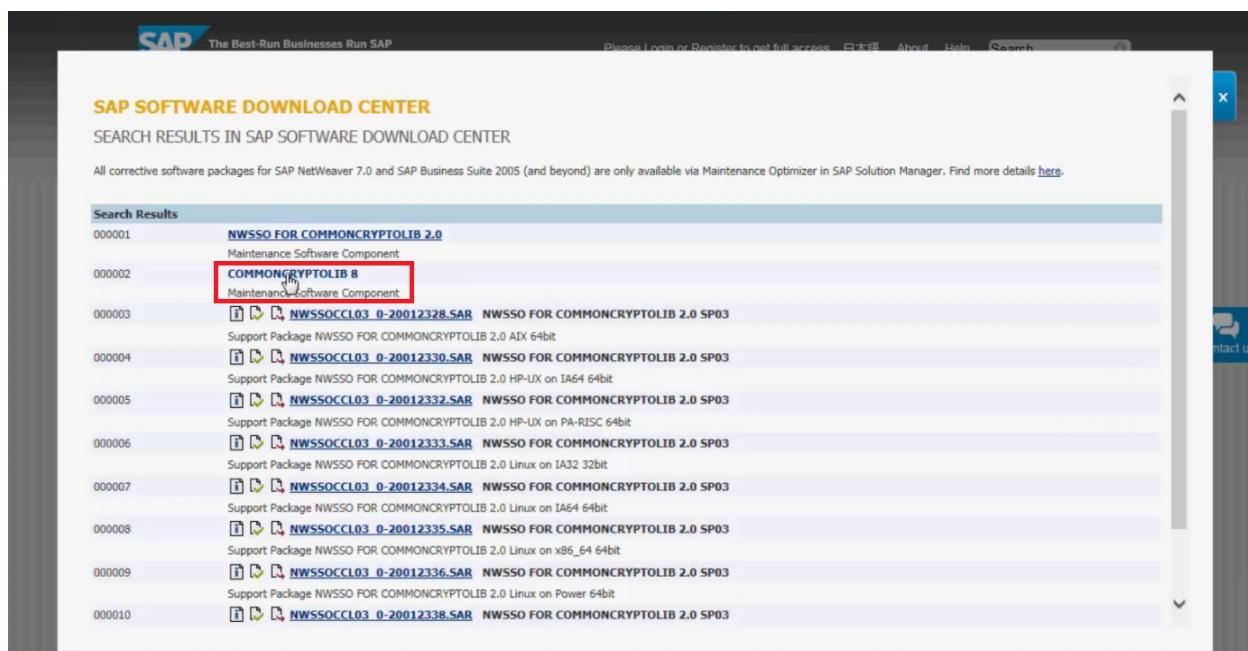 SAP The Best-Run Businesses Run SAP
Please Login or Register to get full access 日本語 About Help Search
x
SAP SOFTWARE DOWNLOAD CENTER
SEARCH RESULTS IN SAP SOFTWARE DOWNLOAD CENTER
All corrective software packages for SAP NetWeaver 7.0 and SAP Business Suite 2005 (and beyond) are only available via Maintenance Optimizer in SAP Solution Manager. Find more details here.
Search Results
000001 NWSSO FOR COMMONCRYPTOLIB 2.0
Maintenance Software Component
000002 COMMONCRYPTOLIB 8
Maintenance Software Component
000003 NWSSOCCL03_0-20012328.SAR NWSSO FOR COMMONCRYPTOLIB 2.0 SP03
Support Package NWSSO FOR COMMONCRYPTOLIB 2.0 AIX 64bit
000004 NWSSOCCL03_0-20012330.SAR NWSSO FOR COMMONCRYPTOLIB 2.0 SP03
Support Package NWSSO FOR COMMONCRYPTOLIB 2.0 HP-UX on IA64 64bit
000005 NWSSOCCL03_0-20012332.SAR NWSSO FOR COMMONCRYPTOLIB 2.0 SP03
Support Package NWSSO FOR COMMONCRYPTOLIB 2.0 HP-UX on PA-RISC 64bit
000006 NWSSOCCL03_0-20012333.SAR NWSSO FOR COMMONCRYPTOLIB 2.0 SP03
Support Package NWSSO FOR COMMONCRYPTOLIB 2.0 Linux on IA32 32bit
000007 NWSSOCCL03_0-20012334.SAR NWSSO FOR COMMONCRYPTOLIB 2.0 SP03
Support Package NWSSO FOR COMMONCRYPTOLIB 2.0 Linux on IA64 64bit
000008 NWSSOCCL03_0-20012335.SAR NWSSO FOR COMMONCRYPTOLIB 2.0 SP03
Support Package NWSSO FOR COMMONCRYPTOLIB 2.0 Linux on x86_64 64bit
000009 NWSSOCCL03_0-20012336.SAR NWSSO FOR COMMONCRYPTOLIB 2.0 SP03
Support Package NWSSO FOR COMMONCRYPTOLIB 2.0 Linux on Power 64bit
000010 NWSSOCCL03_0-20012338.SAR NWSSO FOR COMMONCRYPTOLIB 2.0 SP03
ntact u